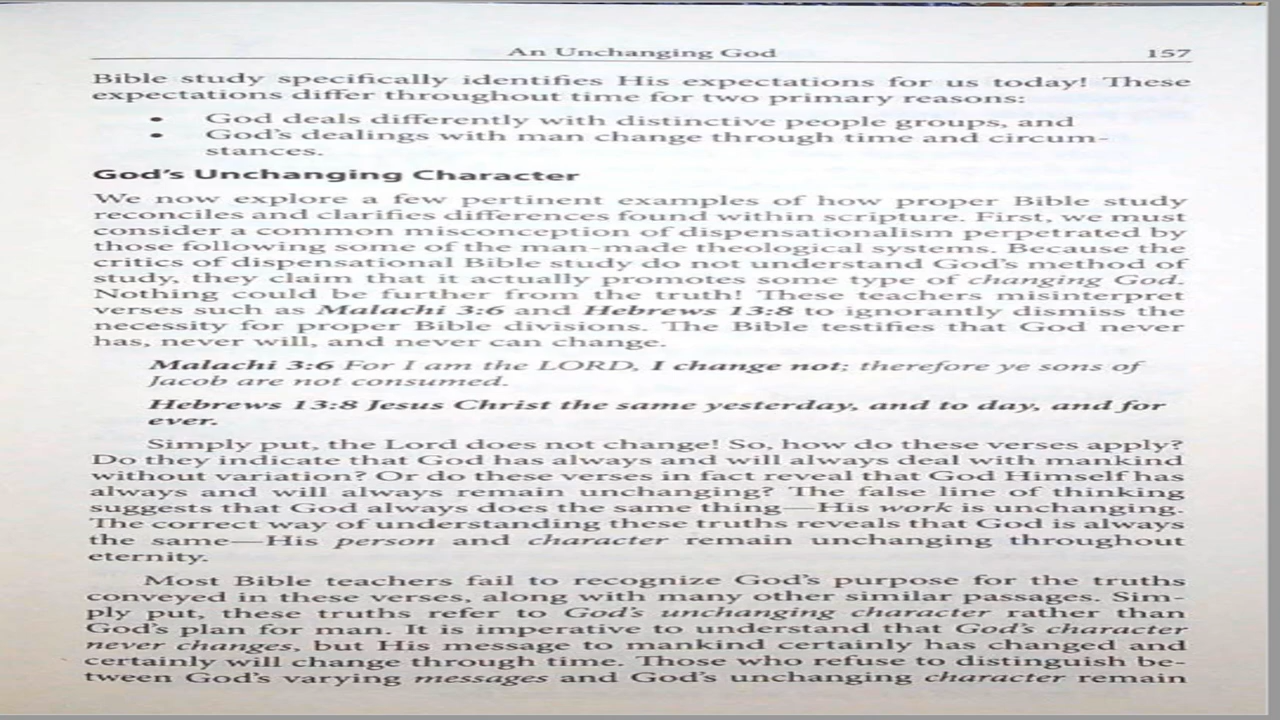 An Unchanging God 157
Bible study specifically identifies His expectations for us today! These
expectations differ throughout time for two primary reasons:
• God deals differently with distinctive people groups, and
• God's dealings with man change through time and circum-
stances.
God's Unchanging Character
We now explore a few pertinent examples of how proper Bible study
reconciles and clarifies differences found within scripture. First, we must
consider a common misconception of dispensationalism perpetrated by
those following some of the man-made theological systems. Because the
critics of dispensational Bible study do not understand God's method of
study, they claim that it actually promotes some type of changing God.
Nothing could be further from the truth! These teachers misinterpret
verses such as Malachi 3:6 and Hebrews 13:8 to ignorantly dismiss the
necessity for proper Bible divisions. The Bible testifies that God never
has, never will, and never can change.
Malachi 3:6 For I am the LORD, I change not; therefore ye sons of
Jacob are not consumed.
Hebrews 13:8 Jesus Christ the same yesterday, and to day, and for
ever.
Simply put, the Lord does not change! So, how do these verses apply?
Do they indicate that God has always and will always deal with mankind
without variation? Or do these verses in fact reveal that God Himself has
always and will always remain unchanging? The false line of thinking
suggests that God always does the same thing—His work is unchanging.
The correct way of understanding these truths reveals that God is always
the same—His person and character remain unchanging throughout
eternity.
Most Bible teachers fail to recognize God's purpose for the truths
conveyed in these verses, along with many other similar passages. Sim-
ply put, these truths refer to God's unchanging character rather than
God's plan for man. It is imperative to understand that God's character
never changes, but His message to mankind certainly has changed and
certainly will change through time. Those who refuse to distinguish be-
tween God's varying messages and God's unchanging character remain